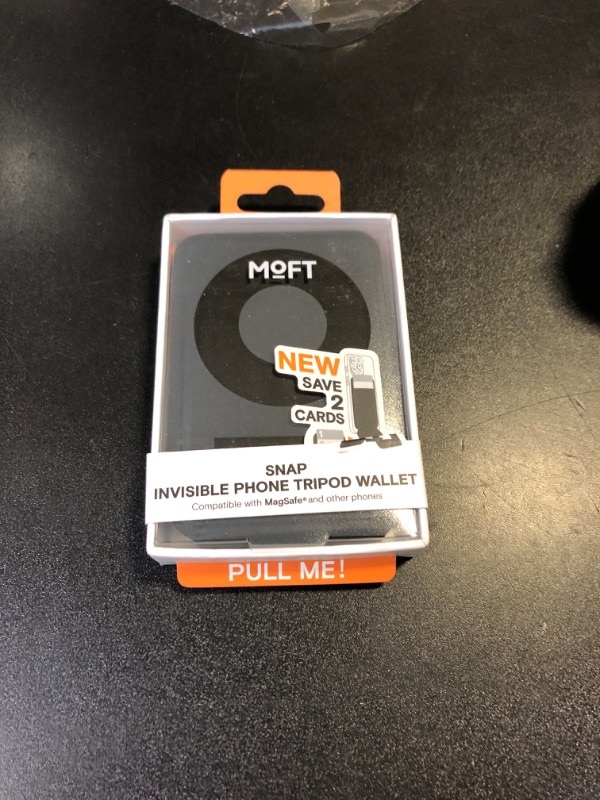 MOFT
NEW
SAVE
2
CARDS
SNAP
INVISIBLE PHONE TRIPOD WALLET
Compatible with MagSafe® and other phones
PULL ME!